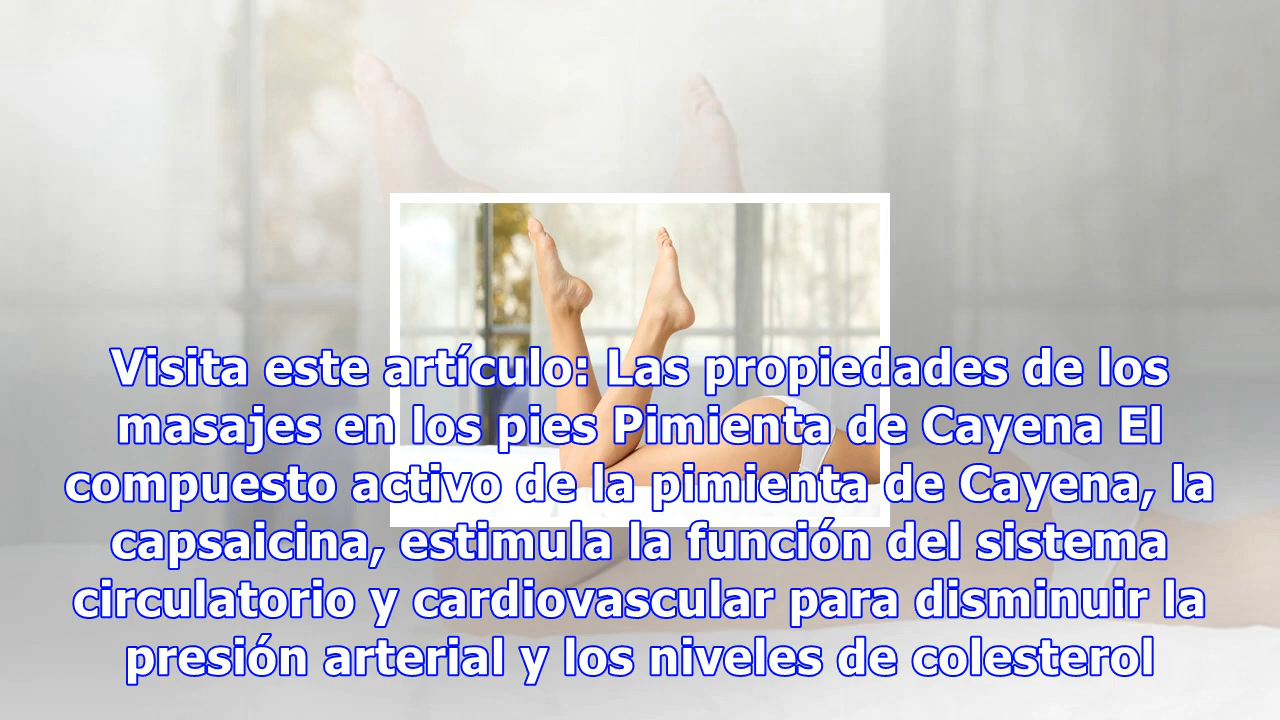 Visita este artículo: Las propiedades de los
masajes en los pies Pimienta de Cayena El
compuesto activo de la pimienta de Cayena, la
capsaicina, estimula la función del sistema
circulatorio y cardiovascular para disminuir la
presión arterial y los niveles de colesterol